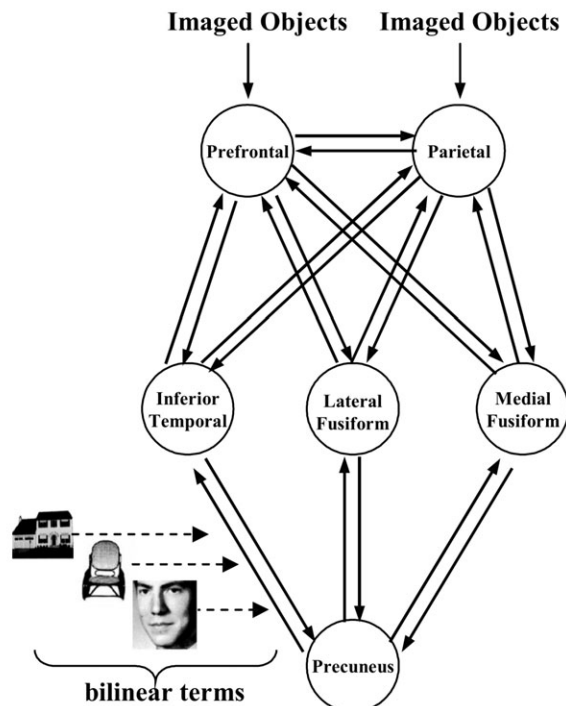 Imaged Objects Imaged Objects
Prefrontal
Parietal
Inferior
Temporal
Lateral
Fusiform
Medial
Fusiform
Precuneus
bilinear terms